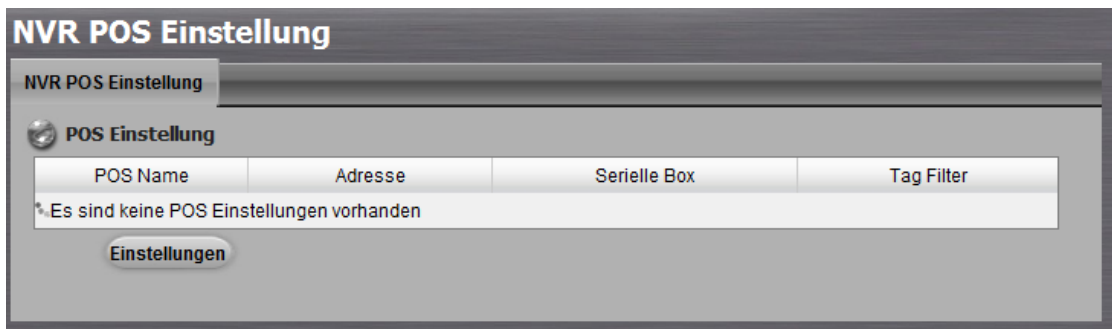 NVR POS Einstellung
NVR POS Einstellung
POS Einstellung
POS Name Adresse Serielle Box Tag Filter
Es sind keine POS Einstellungen vorhanden
Einstellungen